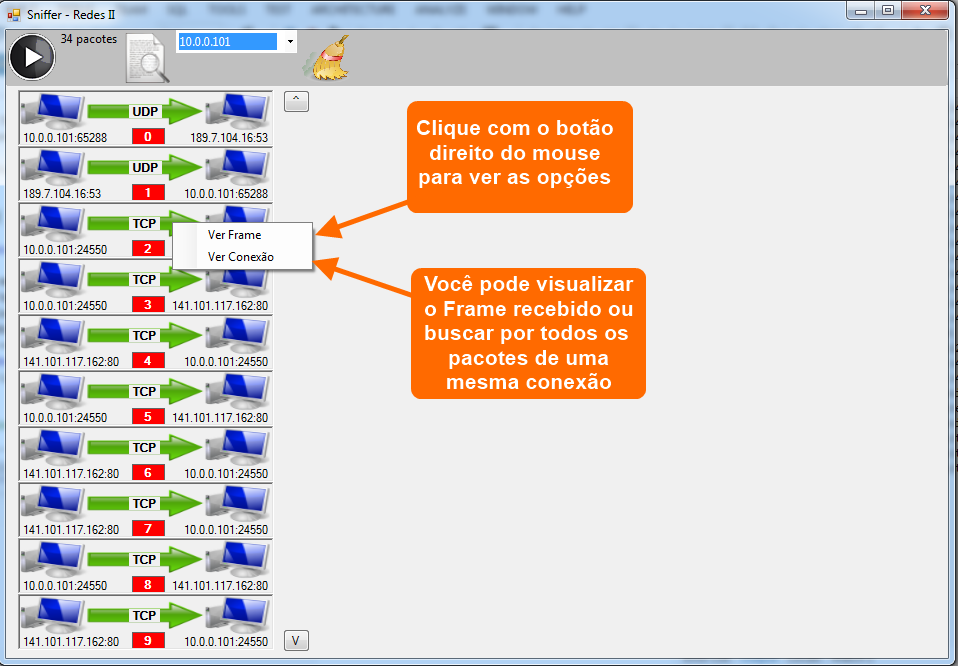 Sniffer - Redes II
34 pacotes
10.0.0.101
UDP
10.0.0.101:65288 0 189.7.104.16:53
UDP
189.7.104.16:53 1 10.0.0.101:65288
TCP
10.0.0.101:24550 2
TCP
10.0.0.101:24550 3 141.101.117.162:80
TCP
141.101.117.162:80 4 10.0.0.101:24550
TCP
10.0.0.101:24550 5 141.101.117.162:80
TCP
141.101.117.162:80 6 10.0.0.101:24550
TCP
141.101.117.162:80 7 10.0.0.101:24550
TCP
10.0.0.101:24550 8 141.101.117.162:80
TCP
141.101.117.162:80 9 10.0.0.101:24550
^
V
Ver Frame
Ver Conexão
Clique com o botão
direito do mouse
para ver as opções
Você pode visualizar
o Frame recebido ou
buscar por todos os
pacotes de uma
mesma conexão